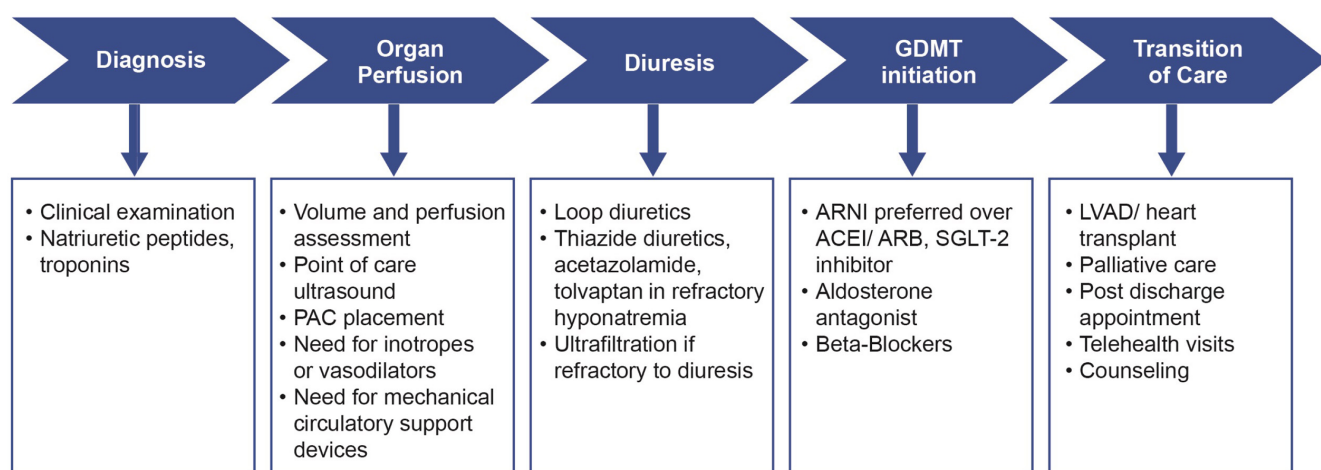 Diagnosis
Organ
Perfusion
Diuresis
GDMT
initiation
Transition
of Care
• Clinical examination
• Natriuretic peptides,
troponins
• Volume and perfusion
assessment
• Point of care
ultrasound
• PAC placement
• Need for inotropes
or vasodilators
• Need for mechanical
circulatory support
devices
• Loop diuretics
• Thiazide diuretics,
acetazolamide,
tolvaptan in refractory
hyponatremia
• Ultrafiltration if
refractory to diuresis
• ARNI preferred over
ACEI/ ARB, SGLT-2
inhibitor
• Aldosterone
antagonist
• Beta-Blockers
• LVAD/ heart
transplant
• Palliative care
• Post discharge
appointment
• Telehealth visits
• Counseling